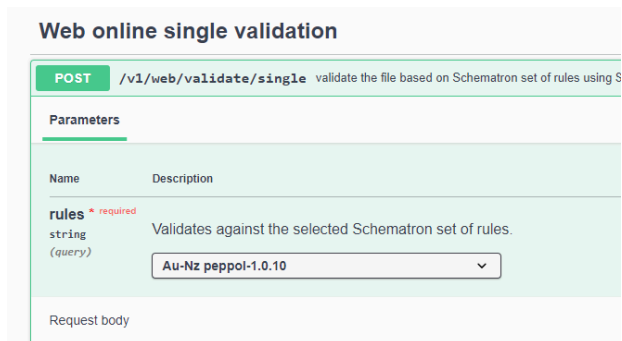 Web online single validation
POST /v1/web/validate/single validate the file based on Schematron set of rules using
Parameters
Name Description
rules * required
string
(query)
Validates against the selected Schematron set of rules.
Au-Nz peppol-1.0.10
Request body